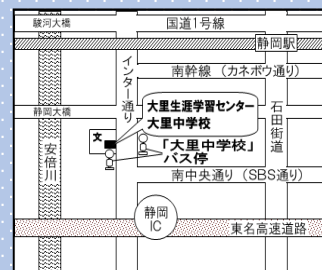 駿河大橋
国道1号線
静岡駅
インター通り
南幹線 (カネボウ通り)
静岡大橋
大里生涯学習センター
大里中学校
石田街道
文
「大里中学校」
バス停
安倍川
南中央通り (SBS通り)
静岡
IC
東名高速道路